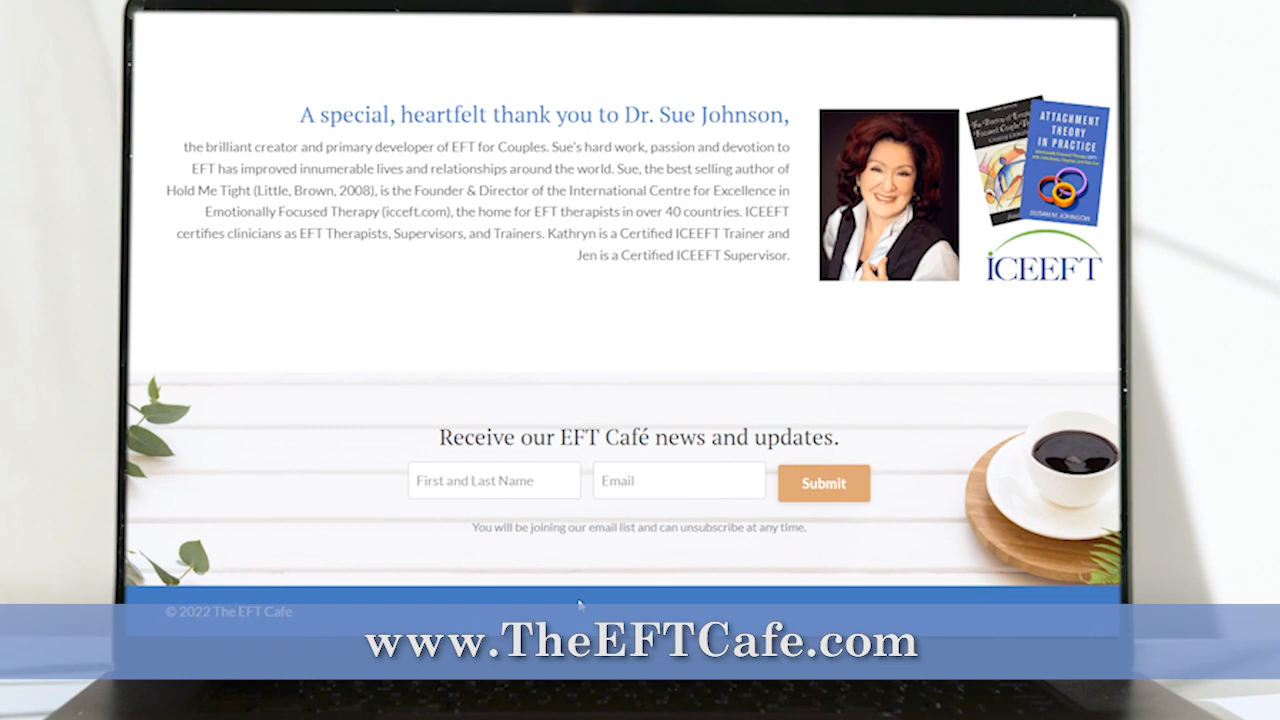 A special, heartfelt thank you to Dr. Sue Johnson,
the brilliant creator and primary developer of EFT for Couples. Sue's hard work, passion and devotion to
EFT has improved innumerable lives and relationships around the world. Sue, the best selling author of
Hold Me Tight (Little, Brown, 2008), is the Founder & Director of the International Centre for Excellence in
Emotionally Focused Therapy (icceft.com), the home for EFT therapists in over 40 countries. ICEEFT
certifies clinicians as EFT Therapists, Supervisors, and Trainers. Kathryn is a Certified ICEEFT Trainer and
Jen is a Certified ICEEFT Supervisor.
ATTACHMENT
THEORY
IN PRACTICE
SUSAN M. JOHNSON
iCEEFT
Receive our EFT Café news and updates.
First and Last Name
Email
Submit
You will be joining our email list and can unsubscribe at any time.
© 2022 The EFT Cafe
www.TheEFTCafe.com